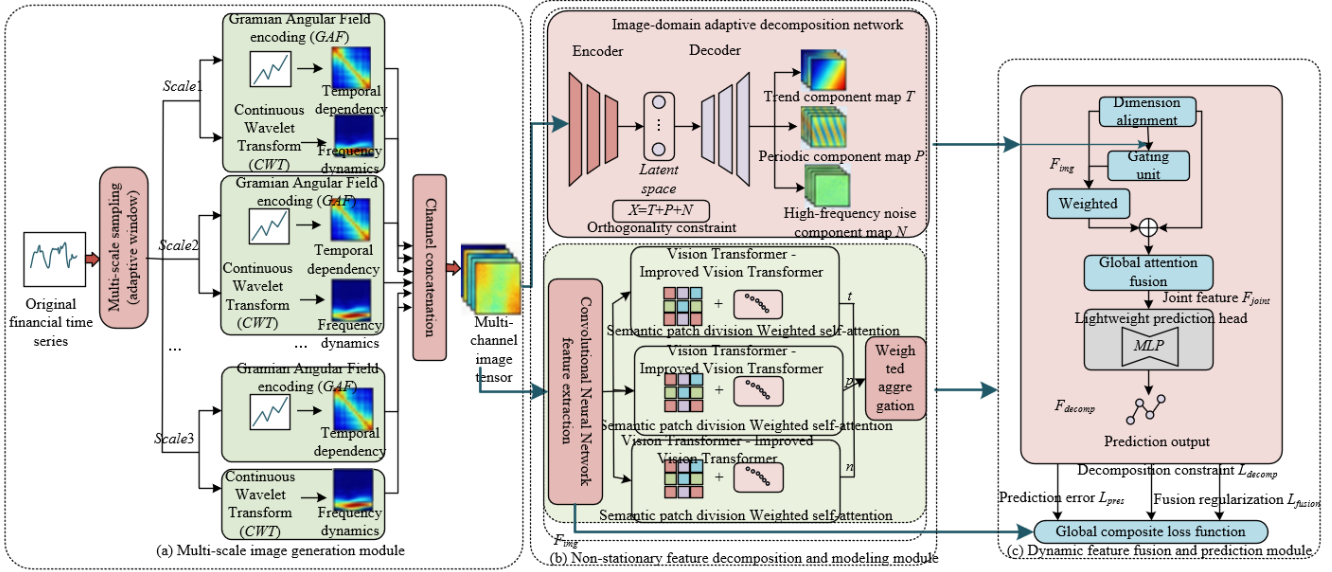 Original
financial time
series
Multi-scale sampling
(adaptive window)
Scale1
Scale2
...
Scale3
Gramian Angular Field
encoding (GAF)
Temporal
dependency
Continuous
Wavelet
Transform
(CWT)
Frequency
dynamics
Gramian Angular Field
encoding (GAF)
Temporal
dependency
Continuous
Wavelet
Transform
(CWT)
Frequency
dynamics
...
Gramian Angular Field
encoding (GAF)
Temporal
dependency
Continuous
Wavelet
Transform
(CWT)
Frequency
dynamics
Channel concatenation
Multi-
channel
image
tensor
(a) Multi-scale image generation module
Image-domain adaptive decomposition network
Encoder
Decoder
Latent
space
X=T+P+N
Orthogonality constraint
Trend component map T
Periodic component map P
High-frequency noise
component map N
Convolutional Neural Network
feature extraction
Vision Transformer -
Improved Vision Transformer
+
Semantic patch division Weighted self-attention
t
Vision Transformer -
Improved Vision Transformer
+
Semantic patch division Weighted self-attention
p
Vision Transformer - Improved
Vision Transformer
+
Semantic patch division Weighted self-attention
n
Weigh
ted
aggre
gation
F_img
(b) Non-stationary feature decomposition and modeling module
Dimension
alignment
F_img
Gating
unit
Weighted
Global attention
fusion
Joint feature F_joint
Lightweight prediction head
MLP
F_decomp
Prediction output
Decomposition constraint L_decomp
Prediction error L_pres
Fusion regularization L_fusion
Global composite loss function
(c) Dynamic feature fusion and prediction module